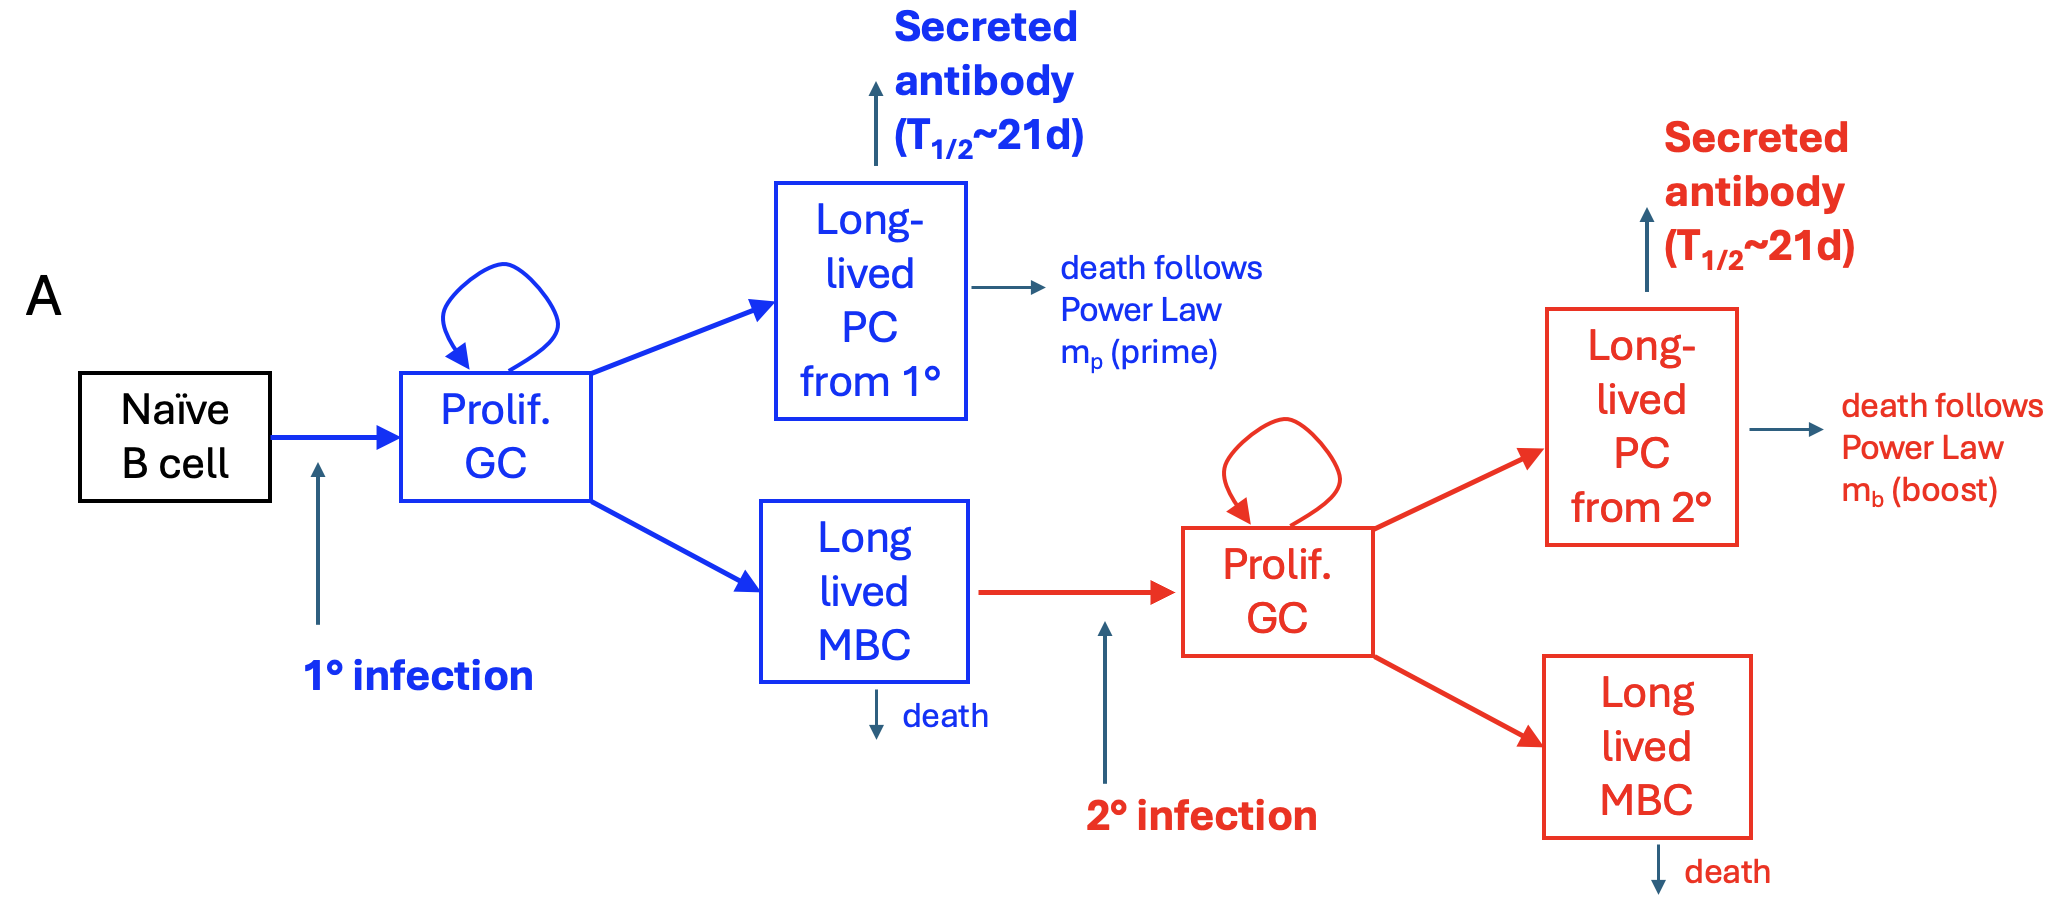 A
Naïve
B cell
1° infection
Prolif.
GC
Secreted
antibody
(T1/2~21d)
Long-
lived
PC
from 1°
death follows
Power Law
mp (prime)
Long
lived
MBC
death
2° infection
Prolif.
GC
Secreted
antibody
(T1/2~21d)
Long-
lived
PC
from 2°
death follows
Power Law
mb (boost)
Long
lived
MBC
death